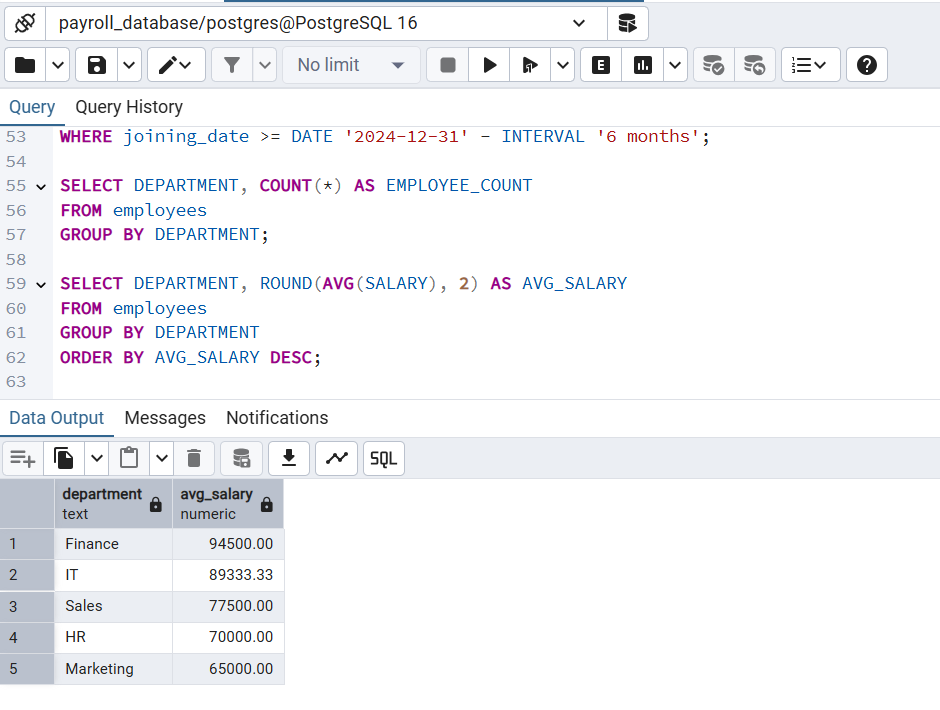 payroll_database/postgres@PostgreSQL 16
No limit
E
Query Query History
53 WHERE joining_date >= DATE '2024-12-31' - INTERVAL '6 months';
54
55 SELECT DEPARTMENT, COUNT(*) AS EMPLOYEE_COUNT
56 FROM employees
57 GROUP BY DEPARTMENT;
58
59 SELECT DEPARTMENT, ROUND(AVG(SALARY), 2) AS AVG_SALARY
60 FROM employees
61 GROUP BY DEPARTMENT
62 ORDER BY AVG_SALARY DESC;
63
Data Output Messages Notifications
SQL
department avg_salary
text numeric
1 Finance 94500.00
2 IT 89333.33
3 Sales 77500.00
4 HR 70000.00
5 Marketing 65000.00